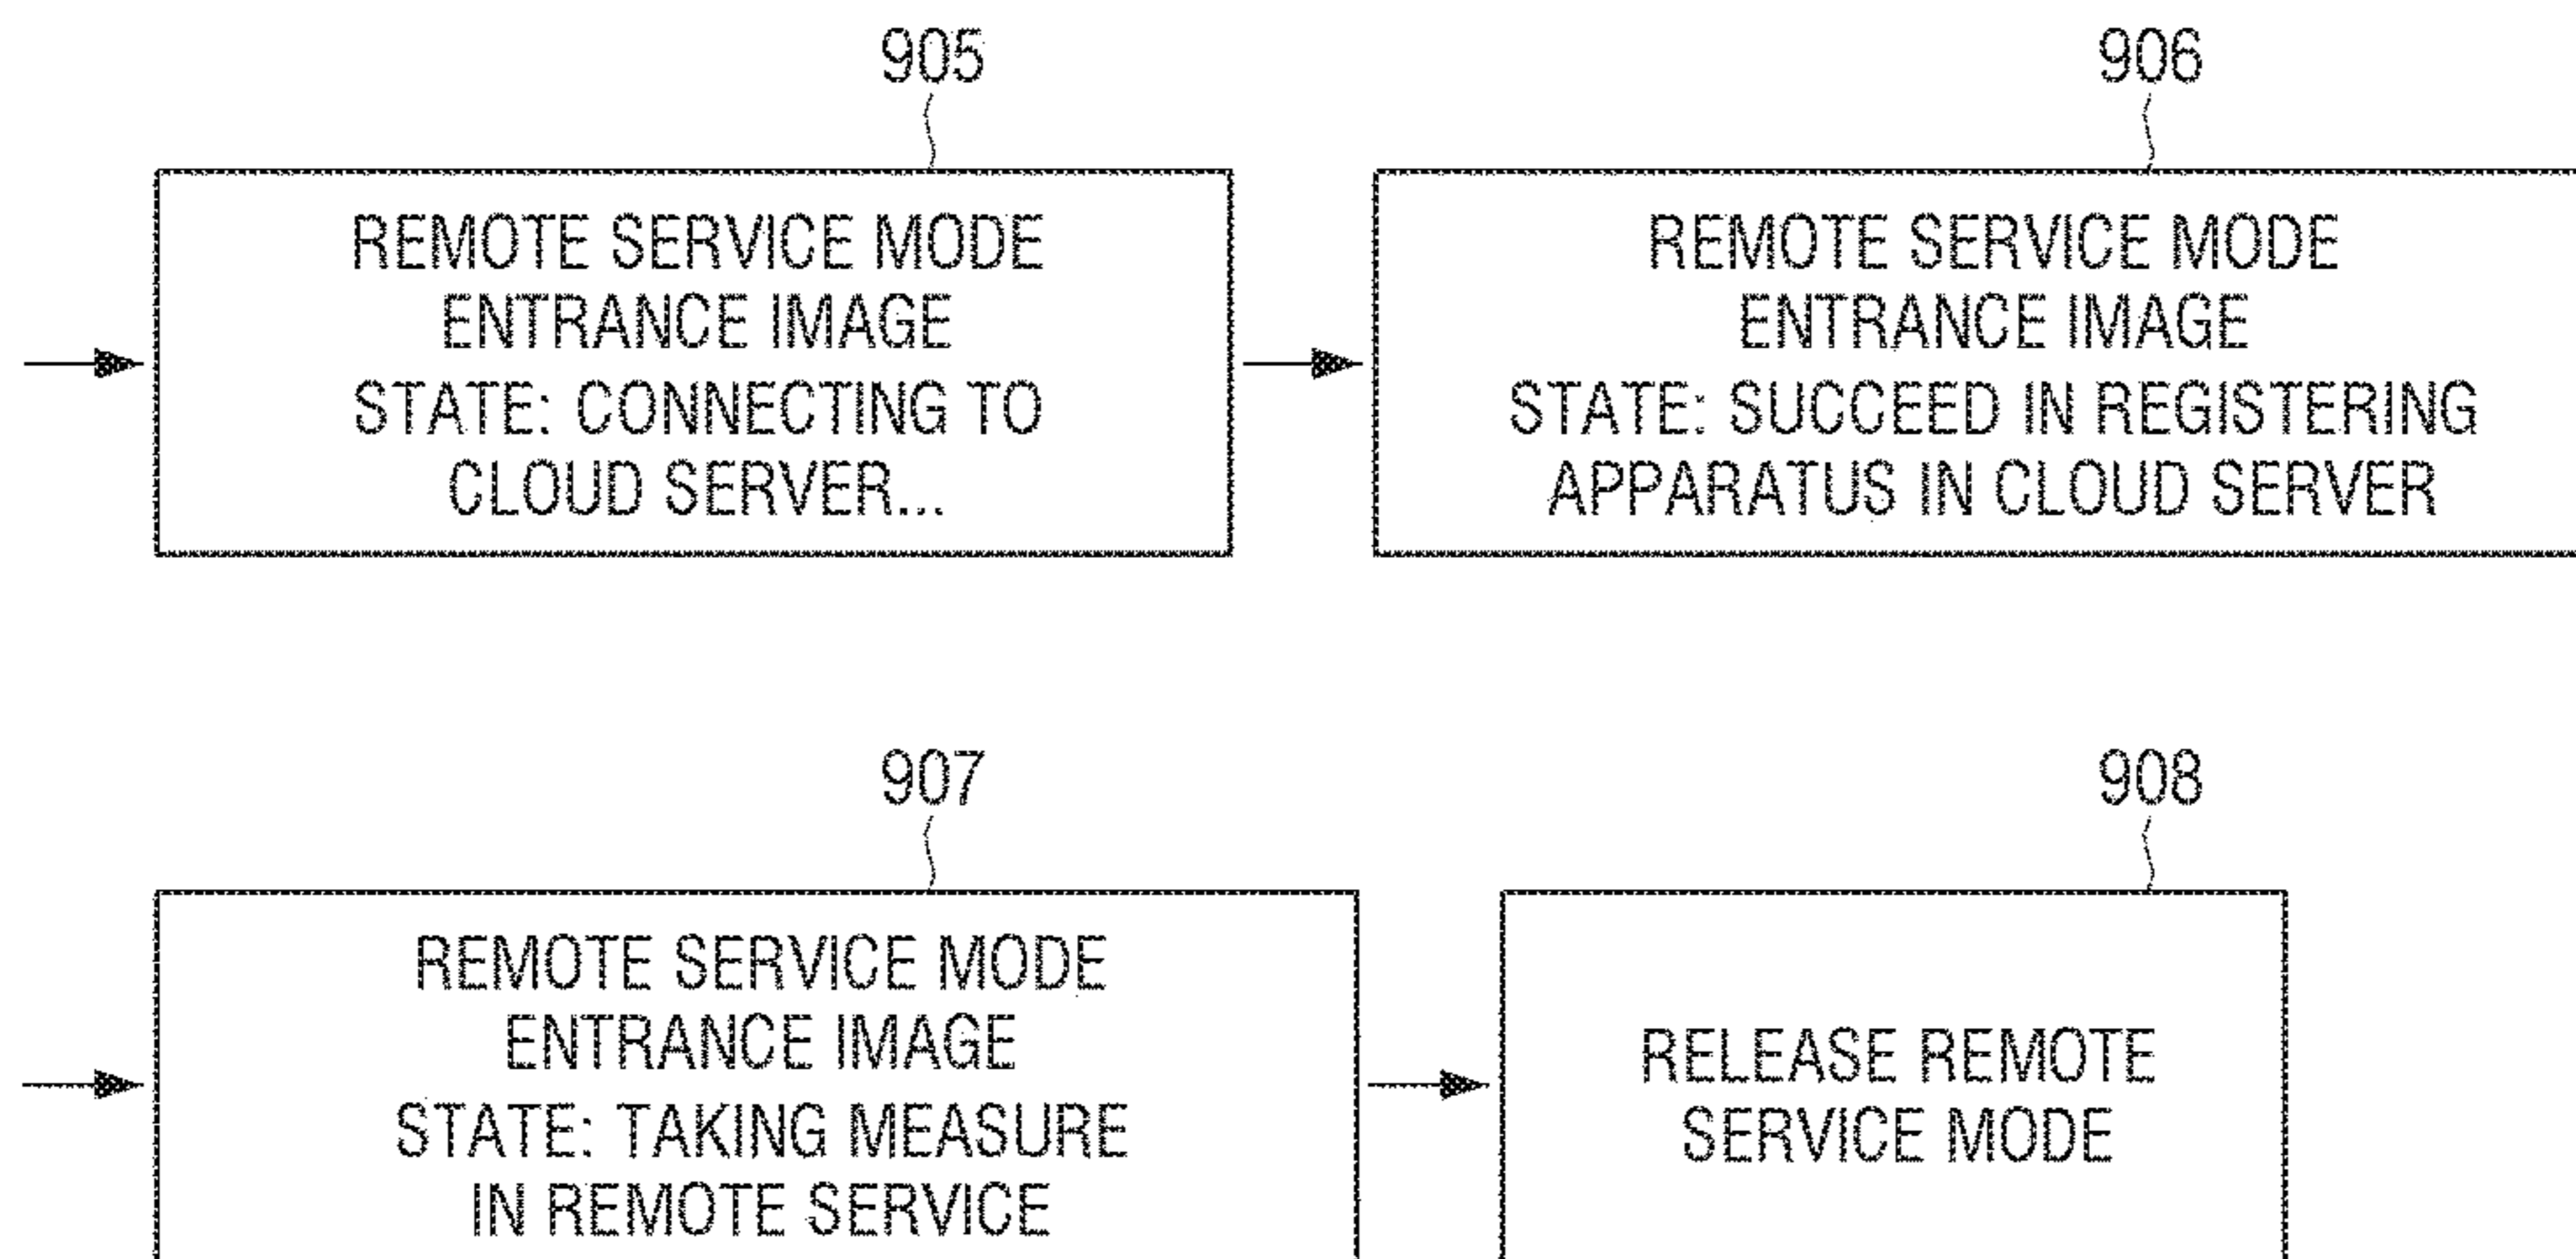 905
REMOTE SERVICE MODE
ENTRANCE IMAGE
STATE: CONNECTING TO
CLOUD SERVER...
906
REMOTE SERVICE MODE
ENTRANCE IMAGE
STATE: SUCCEED IN REGISTERING
APPARATUS IN CLOUD SERVER
907
REMOTE SERVICE MODE
ENTRANCE IMAGE
STATE: TAKING MEASURE
IN REMOTE SERVICE
908
RELEASE REMOTE
SERVICE MODE